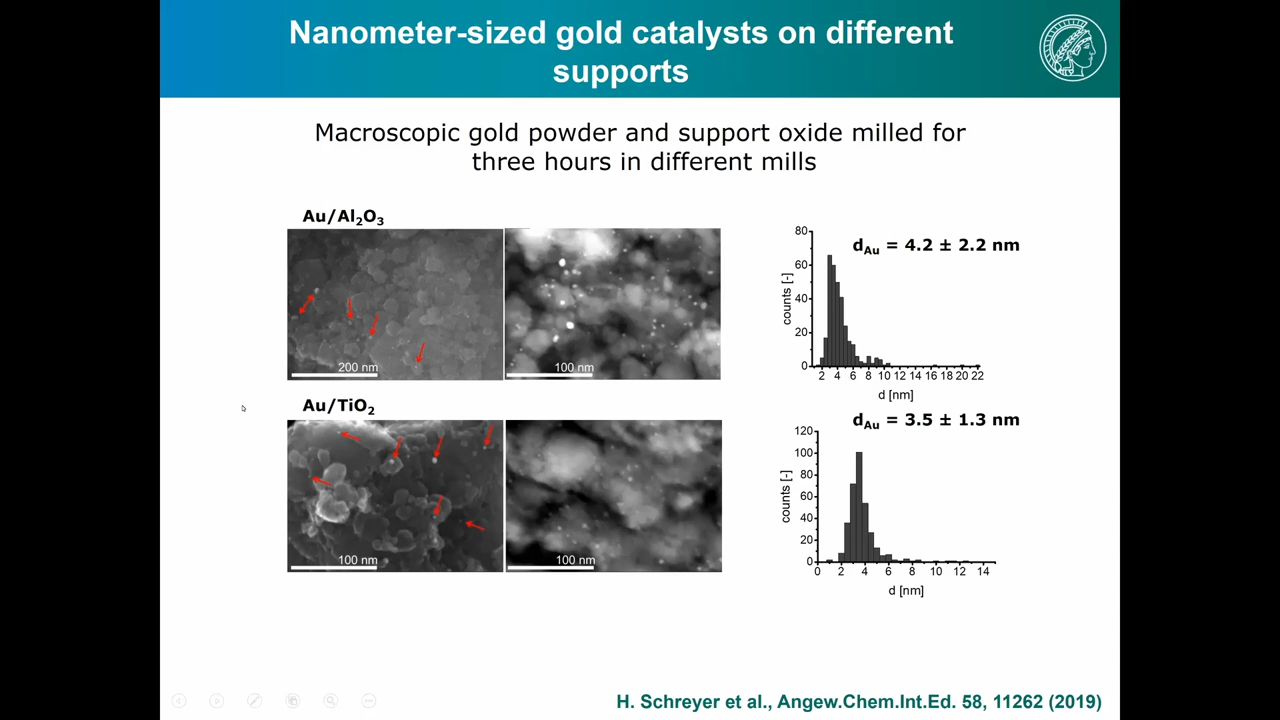 Nanometer-sized gold catalysts on different
supports
Macroscopic gold powder and support oxide milled for
three hours in different mills
Au/Al₂O₃
200 nm
100 nm
80
60
40
20
0
counts [-]
d_Au = 4.2 ± 2.2 nm
2 4 6 8 10 12 14 16 18 20 22
d [nm]
Au/TiO₂
100 nm
100 nm
d_Au = 3.5 ± 1.3 nm
120
100
80
60
40
20
0
counts [-]
0 2 4 6 8 10 12 14
d [nm]
H. Schreyer et al., Angew.Chem.Int.Ed. 58, 11262 (2019)